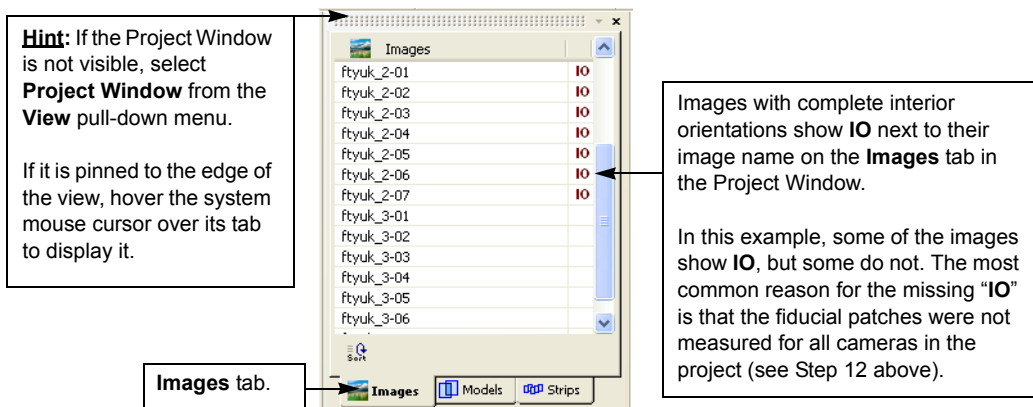 Hint: If the Project Window
is not visible, select
Project Window from the
View pull-down menu.
If it is pinned to the edge of
the view, hover the system
mouse cursor over its tab
to display it.
Images
ftyuk_2-01 IO
ftyuk_2-02 IO
ftyuk_2-03 IO
ftyuk_2-04 IO
ftyuk_2-05 IO
ftyuk_2-06 IO
ftyuk_2-07 IO
ftyuk_3-01
ftyuk_3-02
ftyuk_3-03
ftyuk_3-04
ftyuk_3-05
ftyuk_3-06
Sort
Images Models Strips
Images tab.
Images with complete interior
orientations show IO next to their
image name on the Images tab in
the Project Window.
In this example, some of the images
show IO, but some do not. The most
common reason for the missing “IO”
is that the fiducial patches were not
measured for all cameras in the
project (see Step 12 above).